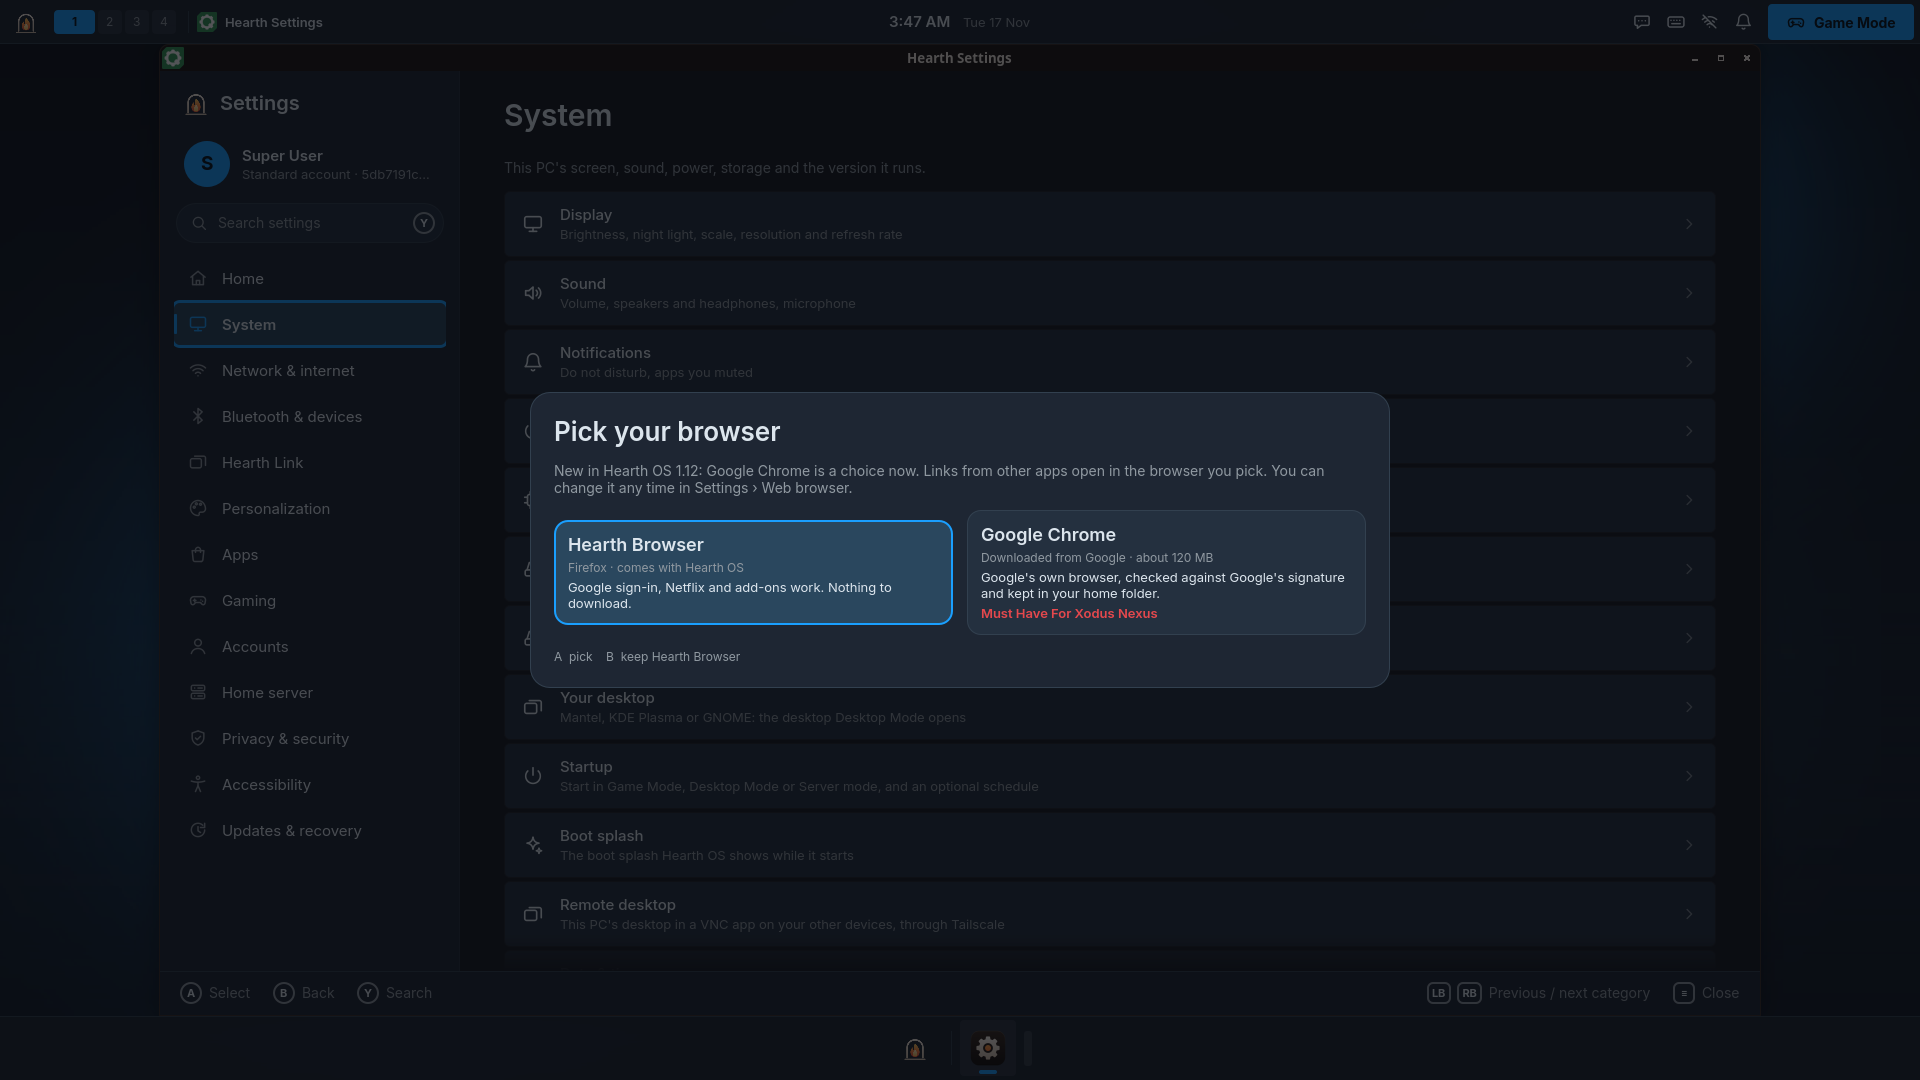 1 2 3 4 Hearth Settings 3:47 AM Tue 17 Nov Game Mode
Hearth Settings
Settings
S
Super User
Standard account · 5db7191c...
Search settings Y
Home
System
Network & internet
Bluetooth & devices
Hearth Link
Personalization
Apps
Gaming
Accounts
Home server
Privacy & security
Accessibility
Updates & recovery
System
This PC's screen, sound, power, storage and the version it runs.
Display
Brightness, night light, scale, resolution and refresh rate
Sound
Volume, speakers and headphones, microphone
Notifications
Do not disturb, apps you muted
Pick your browser
New in Hearth OS 1.12: Google Chrome is a choice now. Links from other apps open in the browser you pick. You can
change it any time in Settings › Web browser.
Hearth Browser
Firefox · comes with Hearth OS
Google sign-in, Netflix and add-ons work. Nothing to
download.
Google Chrome
Downloaded from Google · about 120 MB
Google's own browser, checked against Google's signature
and kept in your home folder.
Must Have For Xodus Nexus
A pick B keep Hearth Browser
Your desktop
Mantel, KDE Plasma or GNOME: the desktop Desktop Mode opens
Startup
Start in Game Mode, Desktop Mode or Server mode, and an optional schedule
Boot splash
The boot splash Hearth OS shows while it starts
Remote desktop
This PC's desktop in a VNC app on your other devices, through Tailscale
A Select B Back Y Search LB RB Previous / next category ≡ Close